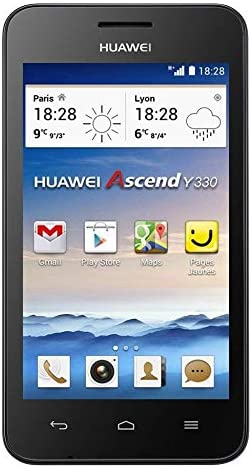 HUAWEI
18:28
Paris
18:28
9°C 9°/3°
Lyon
18:28
6°C 8°/4°
HUAWEI Ascend Y330
Gmail
Play Store
Maps
Pages
Jaunes